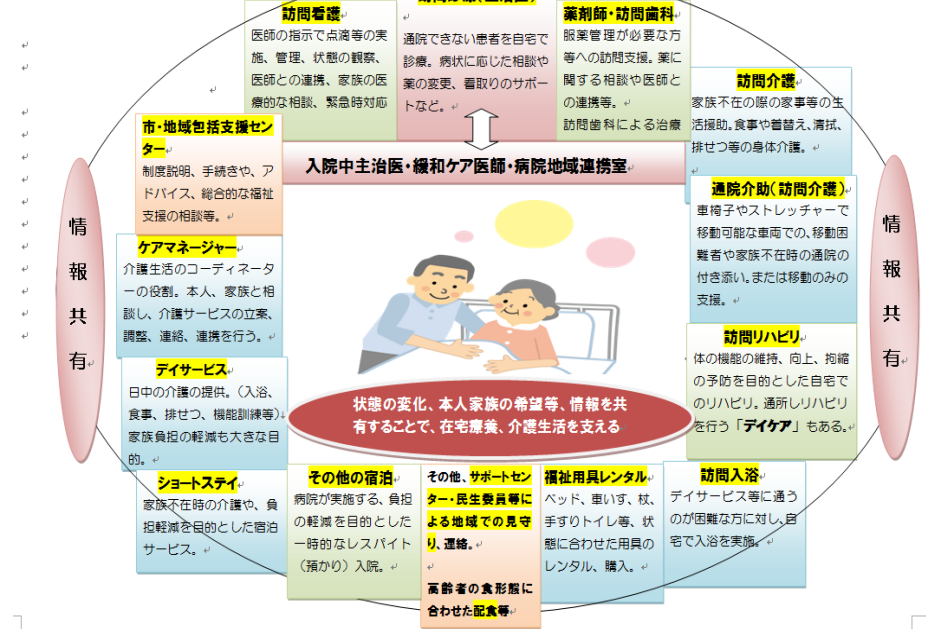 訪問看護
医師の指示で点滴等の実
施、管理、状態の観察、
医師との連携、家族の医
療的な相談、緊急時対応
通院できない患者を自宅で
診療。病状に応じた相談や
薬の変更、看取りのサポー
トなど。
薬剤師・訪問歯科
服薬管理が必要な方
等への訪問支援。薬に
関する相談や医師と
の連携等。
訪問歯科による治療
訪問介護
家族不在の際の家事等の生
活援助。食事や着替え、清拭、
排せつ等の身体介護。
市・地域包括支援セン
ター
制度説明、手続きや、ア
ドバイス、総合的な福祉
支援の相談等。
入院中主治医・緩和ケア医師・病院地域連携室
通院介助(訪問介護)
車椅子やストレッチャーで
移動可能な車両での、移動困
難者や家族不在時の通院の
付き添い。または移動のみの
支援。
情報共有
情報共有
ケアマネージャー
介護生活のコーディネータ
ーの役割。本人、家族と相
談し、介護サービスの立案、
調整、連絡、連携を行う。
訪問リハビリ
体の機能の維持、向上、拘縮
の予防を目的とした自宅で
のリハビリ。通所しリハビリ
を行う「デイケア」もある。
デイサービス
日中の介護の提供。(入浴、
食事、排せつ、機能訓練等)
家族負担の軽減も大きな目
的。
状態の変化、本人家族の希望等、情報を共
有することで、在宅療養、介護生活を支える
ショートステイ
家族不在時の介護や、負
担軽減を目的とした宿泊
サービス。
その他の宿泊
病院が実施する、負担
の軽減を目的とした
一時的なレスパイト
(預かり)入院。
その他、サポートセン
ター・民生委員等に
よる地域での見守
り、連絡。
高齢者の食形態に
合わせた配食等
福祉用具レンタル
ベッド、車いす、杖、
手すりトイレ等、状
態に合わせた用具の
レンタル、購入。
訪問入浴
デイサービス等に通う
のが困難な方に対し、自
宅で入浴を実施。